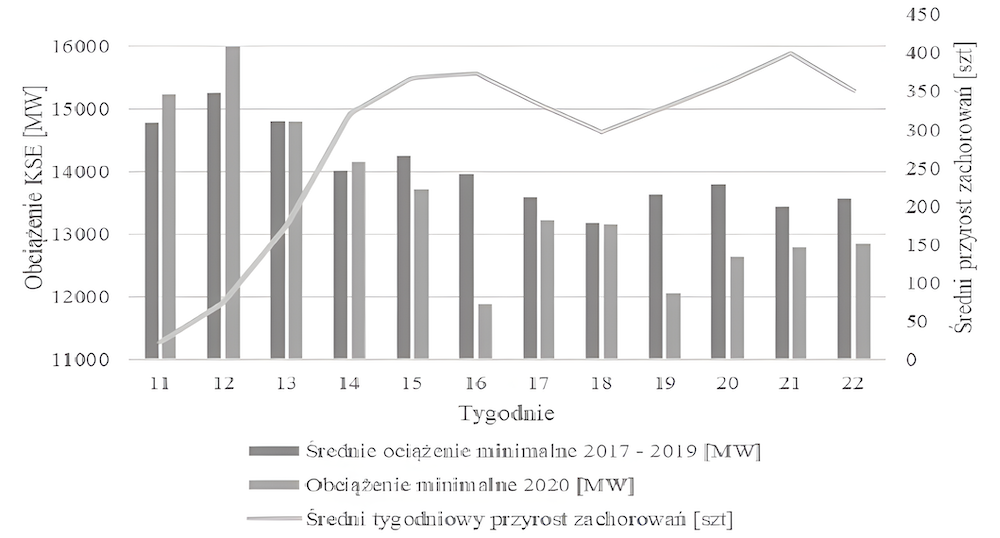 Obciążenie KSE [MW]
16000
15000
14000
13000
12000
11000
450
400
350
300
250
200
150
100
50
0
Średni przyrost zachorowań [szt]
11 12 13 14 15 16 17 18 19 20 21 22
Tygodnie
Średnie ociążenie minimalne 2017 - 2019 [MW]
Obciążenie minimalne 2020 [MW]
Średni tygodniowy przyrost zachorowań [szt]